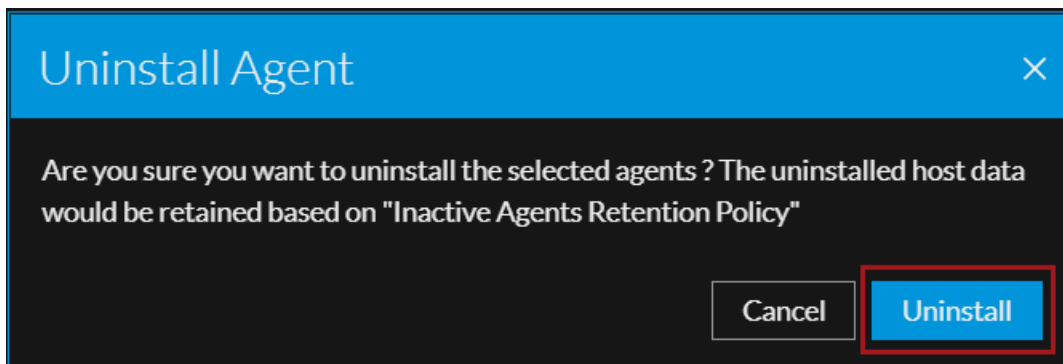 Uninstall Agent
Are you sure you want to uninstall the selected agents ? The uninstalled host data
would be retained based on "Inactive Agents Retention Policy"
Cancel
Uninstall